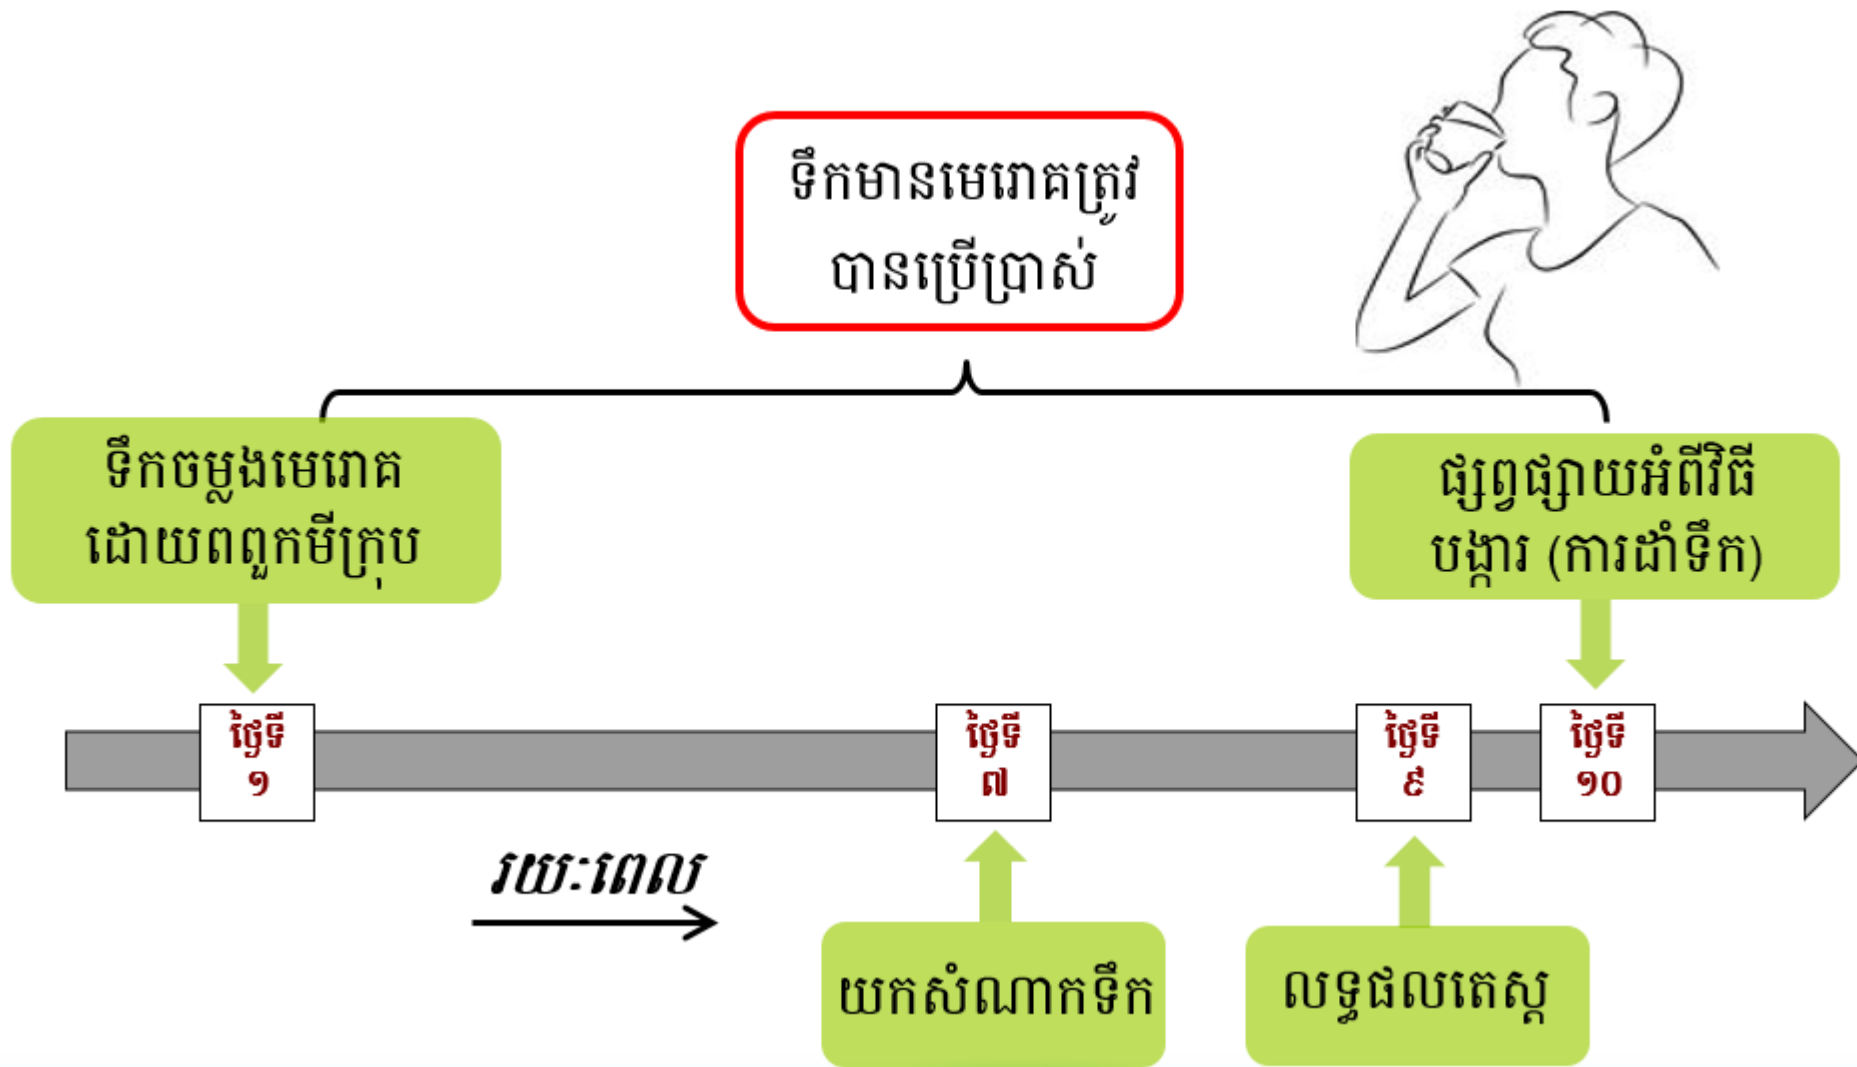 ទឹកមានមេរោគត្រូវ
បានប្រើប្រាស់
ទឹកចម្លងមេរោគ
ដោយពពួកមីក្រុប
ផ្សព្វផ្សាយអំពីវិធី
បង្ការ (ការដាំទឹក)
ថ្ងៃទី
១
ថ្ងៃទី
៧
ថ្ងៃទី
៩
ថ្ងៃទី
១០
រយៈពេល
យកសំណាកទឹក
លទ្ធផលតេស្ត